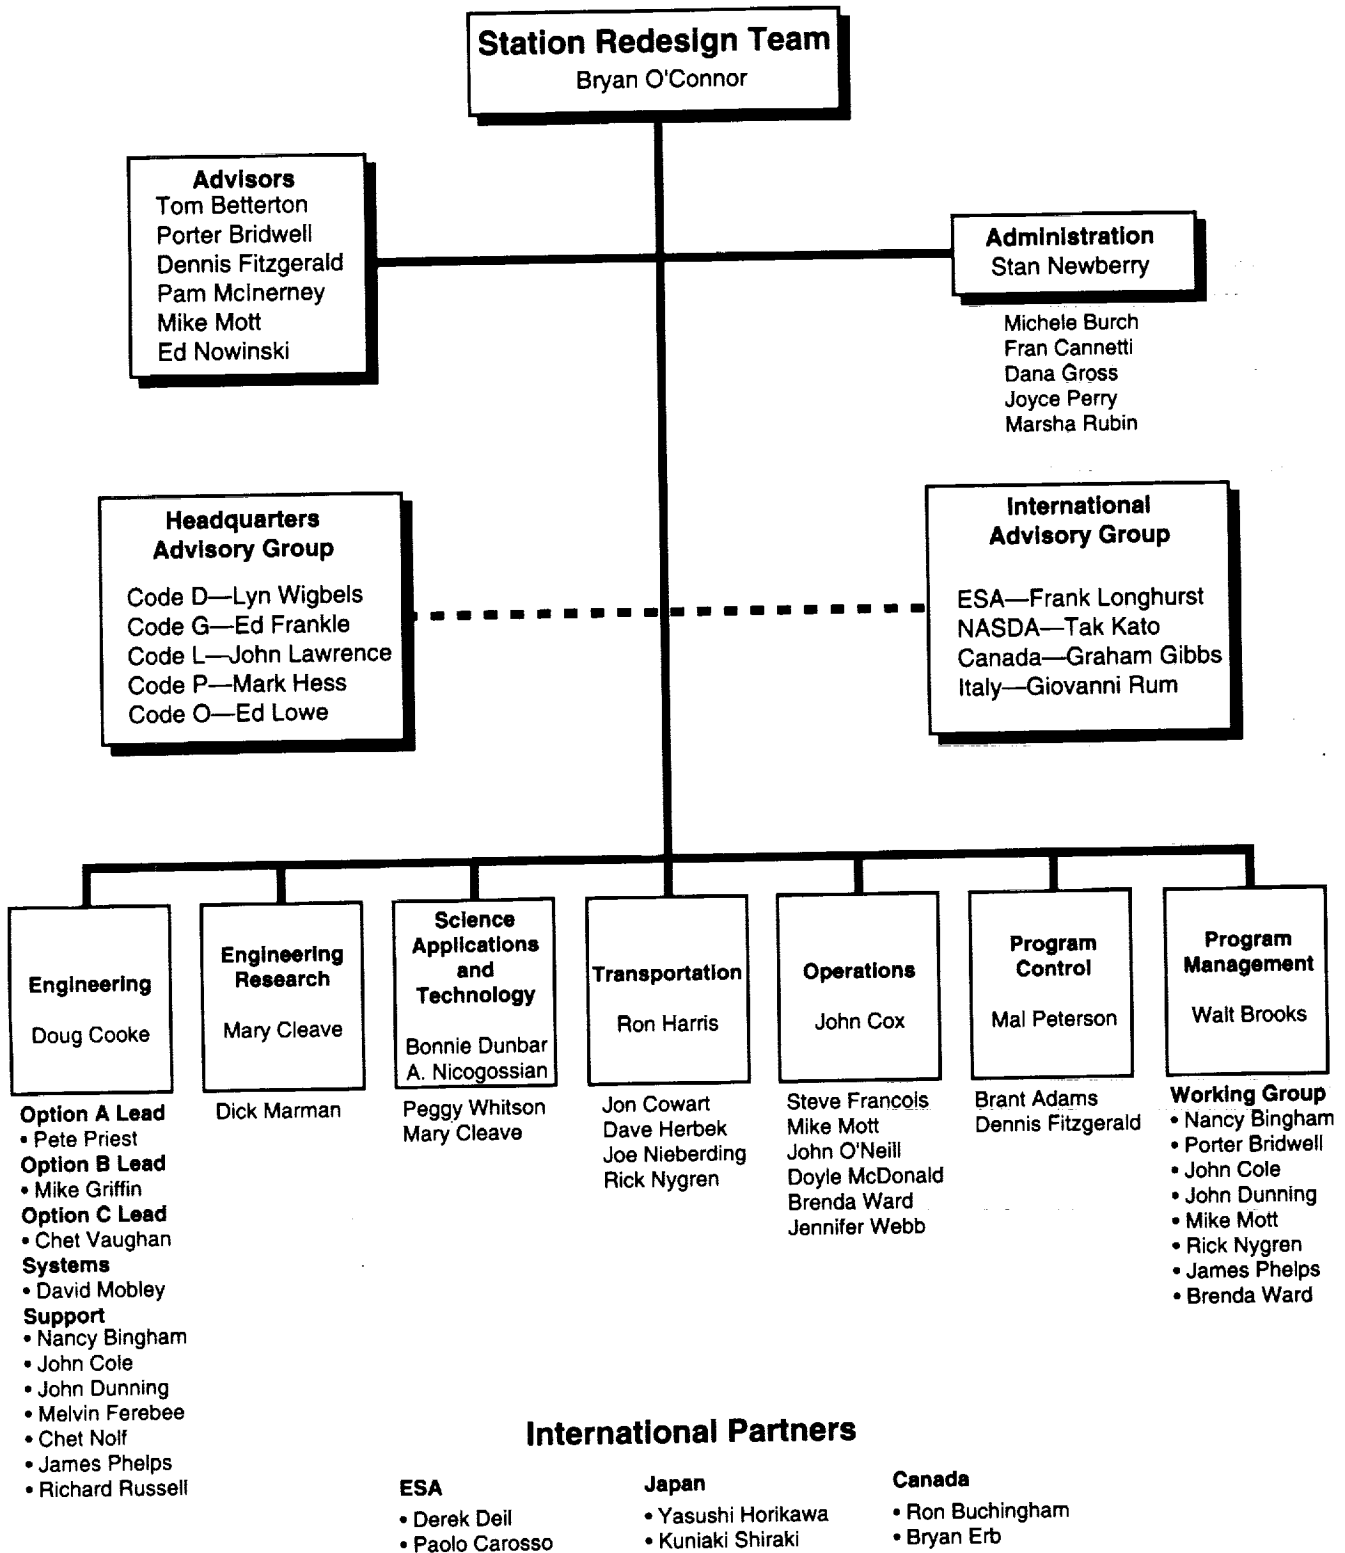 Station Redesign Team
Bryan O'Connor
Advisors
Tom Betterton
Porter Bridwell
Dennis Fitzgerald
Pam McInerney
Mike Mott
Ed Nowinski
Administration
Stan Newberry
Michele Burch
Fran Cannetti
Dana Gross
Joyce Perry
Marsha Rubin
Headquarters
Advisory Group
Code D—Lyn Wigbels
Code G—Ed Frankle
Code L—John Lawrence
Code P—Mark Hess
Code O—Ed Lowe
International
Advisory Group
ESA—Frank Longhurst
NASDA—Tak Kato
Canada—Graham Gibbs
Italy—Giovanni Rum
Engineering
Doug Cooke
Option A Lead
• Pete Priest
Option B Lead
• Mike Griffin
Option C Lead
• Chet Vaughan
Systems
• David Mobley
Support
• Nancy Bingham
• John Cole
• John Dunning
• Melvin Ferebee
• Chet Nolf
• James Phelps
• Richard Russell
Engineering
Research
Mary Cleave
Dick Marman
Science
Applications
and
Technology
Bonnie Dunbar
A. Nicogossian
Peggy Whitson
Mary Cleave
Transportation
Ron Harris
Jon Cowart
Dave Herbek
Joe Nieberding
Rick Nygren
Operations
John Cox
Steve Francois
Mike Mott
John O'Neill
Doyle McDonald
Brenda Ward
Jennifer Webb
Program
Control
Mal Peterson
Brant Adams
Dennis Fitzgerald
Program
Management
Walt Brooks
Working Group
• Nancy Bingham
• Porter Bridwell
• John Cole
• John Dunning
• Mike Mott
• Rick Nygren
• James Phelps
• Brenda Ward
International Partners
ESA
• Derek Deil
• Paolo Carosso
Japan
• Yasushi Horikawa
• Kuniaki Shiraki
Canada
• Ron Buchingham
• Bryan Erb